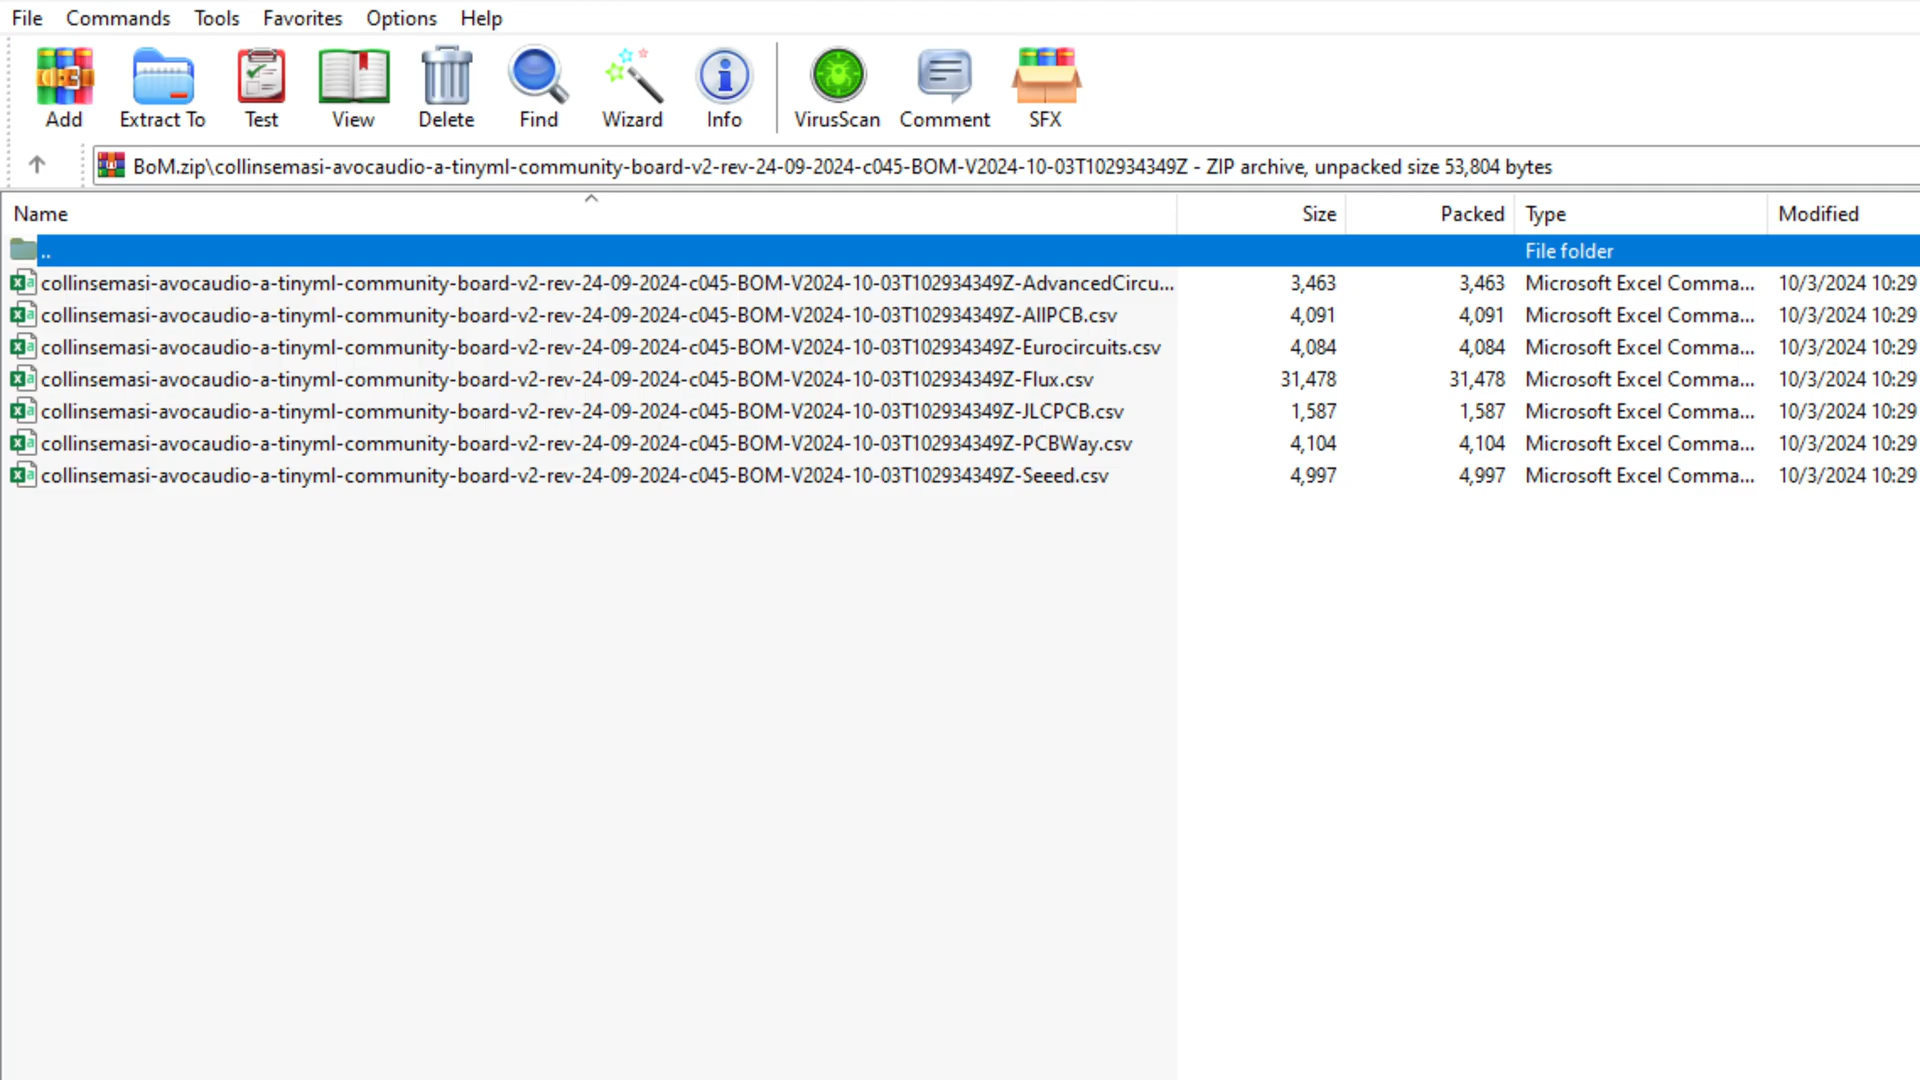 File Commands Tools Favorites Options Help
Add Extract To Test View Delete Find Wizard Info VirusScan Comment SFX
BoM.zip\collinsemasi-avocaudio-a-tinyml-community-board-v2-rev-24-09-2024-c045-BOM-V2024-10-03T102934349Z - ZIP archive, unpacked size 53,804 bytes
Name Size Packed Type Modified
.. File folder
collinsemasi-avocaudio-a-tinyml-community-board-v2-rev-24-09-2024-c045-BOM-V2024-10-03T102934349Z-AdvancedCircu... 3,463 3,463 Microsoft Excel Comma... 10/3/2024 10:29
collinsemasi-avocaudio-a-tinyml-community-board-v2-rev-24-09-2024-c045-BOM-V2024-10-03T102934349Z-AllPCB.csv 4,091 4,091 Microsoft Excel Comma... 10/3/2024 10:29
collinsemasi-avocaudio-a-tinyml-community-board-v2-rev-24-09-2024-c045-BOM-V2024-10-03T102934349Z-Eurocircuits.csv 4,084 4,084 Microsoft Excel Comma... 10/3/2024 10:29
collinsemasi-avocaudio-a-tinyml-community-board-v2-rev-24-09-2024-c045-BOM-V2024-10-03T102934349Z-Flux.csv 31,478 31,478 Microsoft Excel Comma... 10/3/2024 10:29
collinsemasi-avocaudio-a-tinyml-community-board-v2-rev-24-09-2024-c045-BOM-V2024-10-03T102934349Z-JLCPCB.csv 1,587 1,587 Microsoft Excel Comma... 10/3/2024 10:29
collinsemasi-avocaudio-a-tinyml-community-board-v2-rev-24-09-2024-c045-BOM-V2024-10-03T102934349Z-PCBWay.csv 4,104 4,104 Microsoft Excel Comma... 10/3/2024 10:29
collinsemasi-avocaudio-a-tinyml-community-board-v2-rev-24-09-2024-c045-BOM-V2024-10-03T102934349Z-Seeed.csv 4,997 4,997 Microsoft Excel Comma... 10/3/2024 10:29